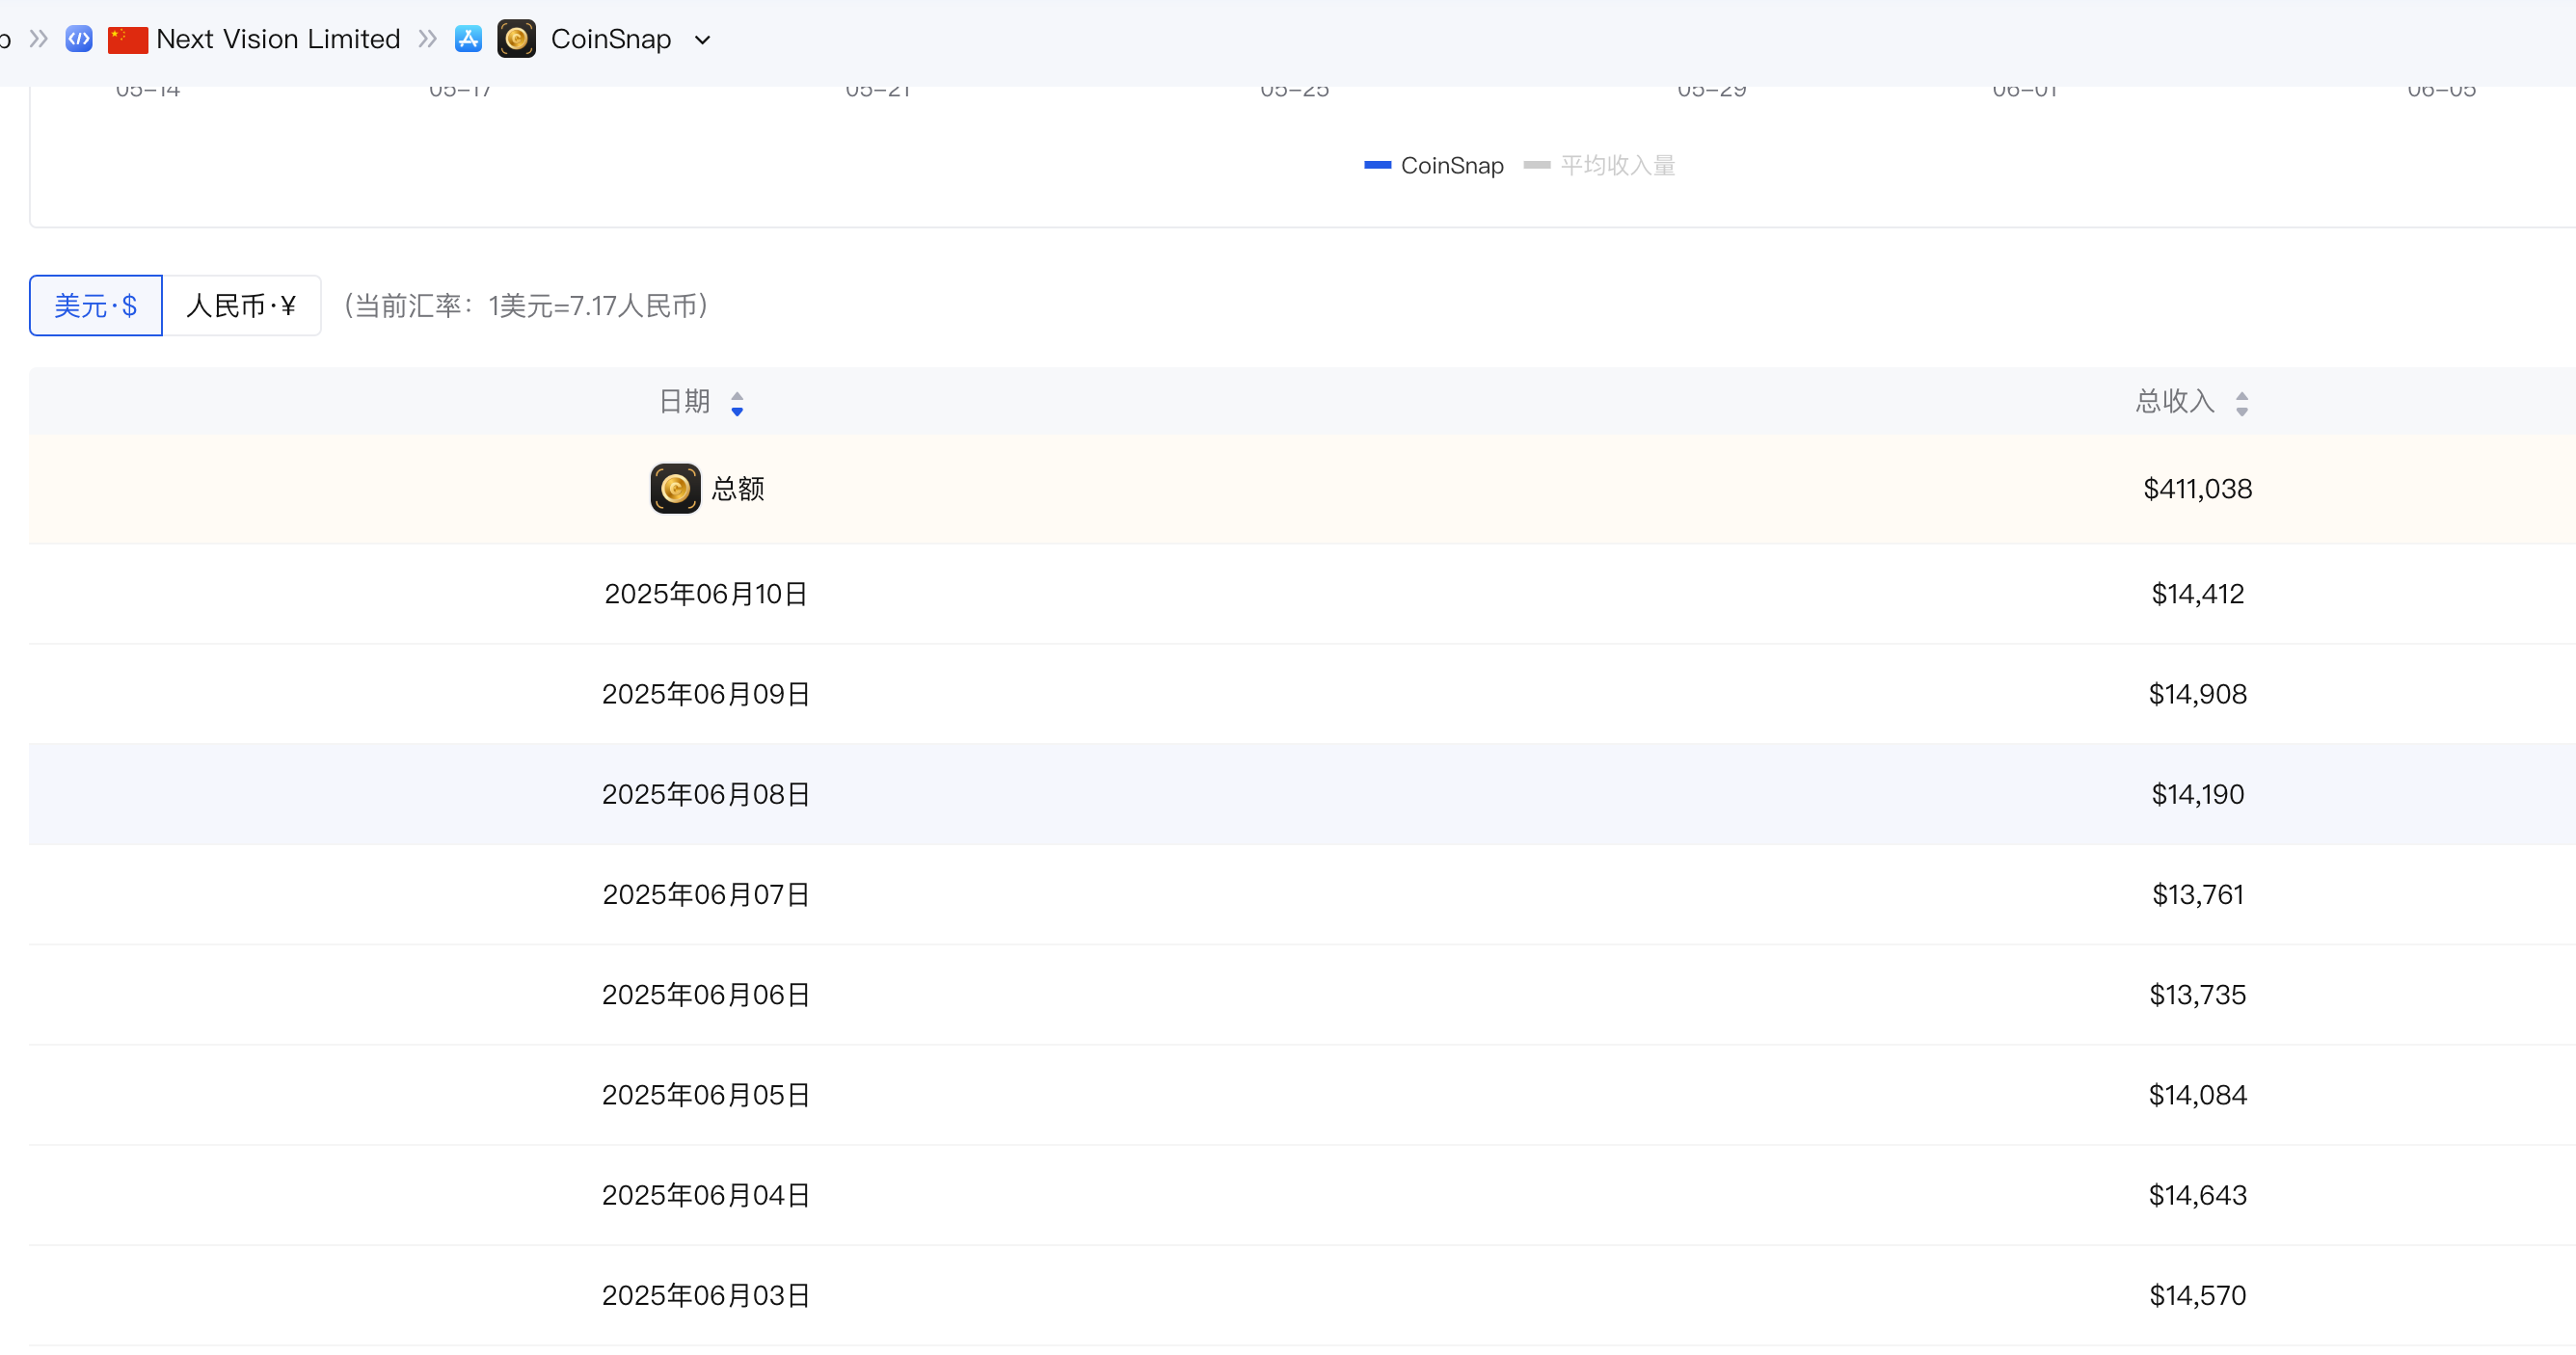 Next Vision Limited CoinSnap
05-14 05-17 05-21 05-25 05-29 06-01 06-05
CoinSnap 平均收入量
美元·$ 人民币·¥ (当前汇率：1美元=7.17人民币)
日期 总收入
总额 $411,038
2025年06月10日 $14,412
2025年06月09日 $14,908
2025年06月08日 $14,190
2025年06月07日 $13,761
2025年06月06日 $13,735
2025年06月05日 $14,084
2025年06月04日 $14,643
2025年06月03日 $14,570